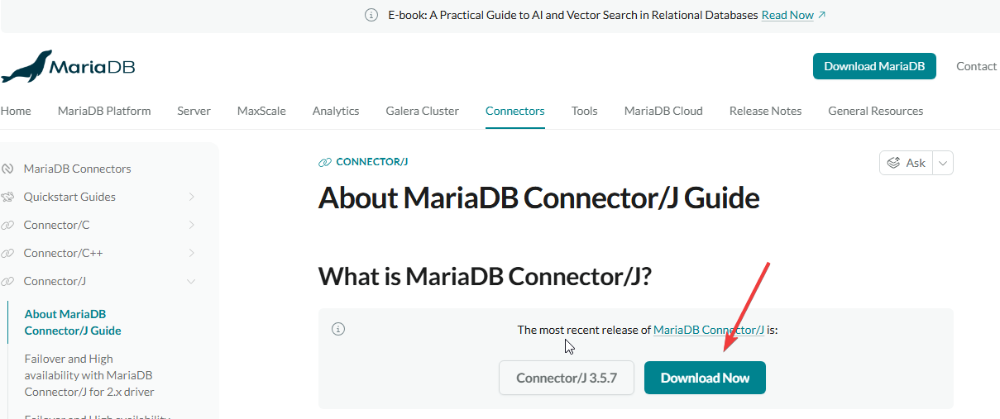 E-book: A Practical Guide to AI and Vector Search in Relational Databases Read Now
MariaDB
Download MariaDB
Contact
Home
MariaDB Platform
Server
MaxScale
Analytics
Galera Cluster
Connectors
Tools
MariaDB Cloud
Release Notes
General Resources
MariaDB Connectors
Quickstart Guides
Connector/C
Connector/C++
Connector/J
About MariaDB
Connector/J Guide
Failover and High
availability with MariaDB
Connector/J for 2.x driver
Failover and High availability
CONNECTOR/J
Ask
About MariaDB Connector/J Guide
What is MariaDB Connector/J?
The most recent release of MariaDB Connector/J is:
Connector/J 3.5.7
Download Now